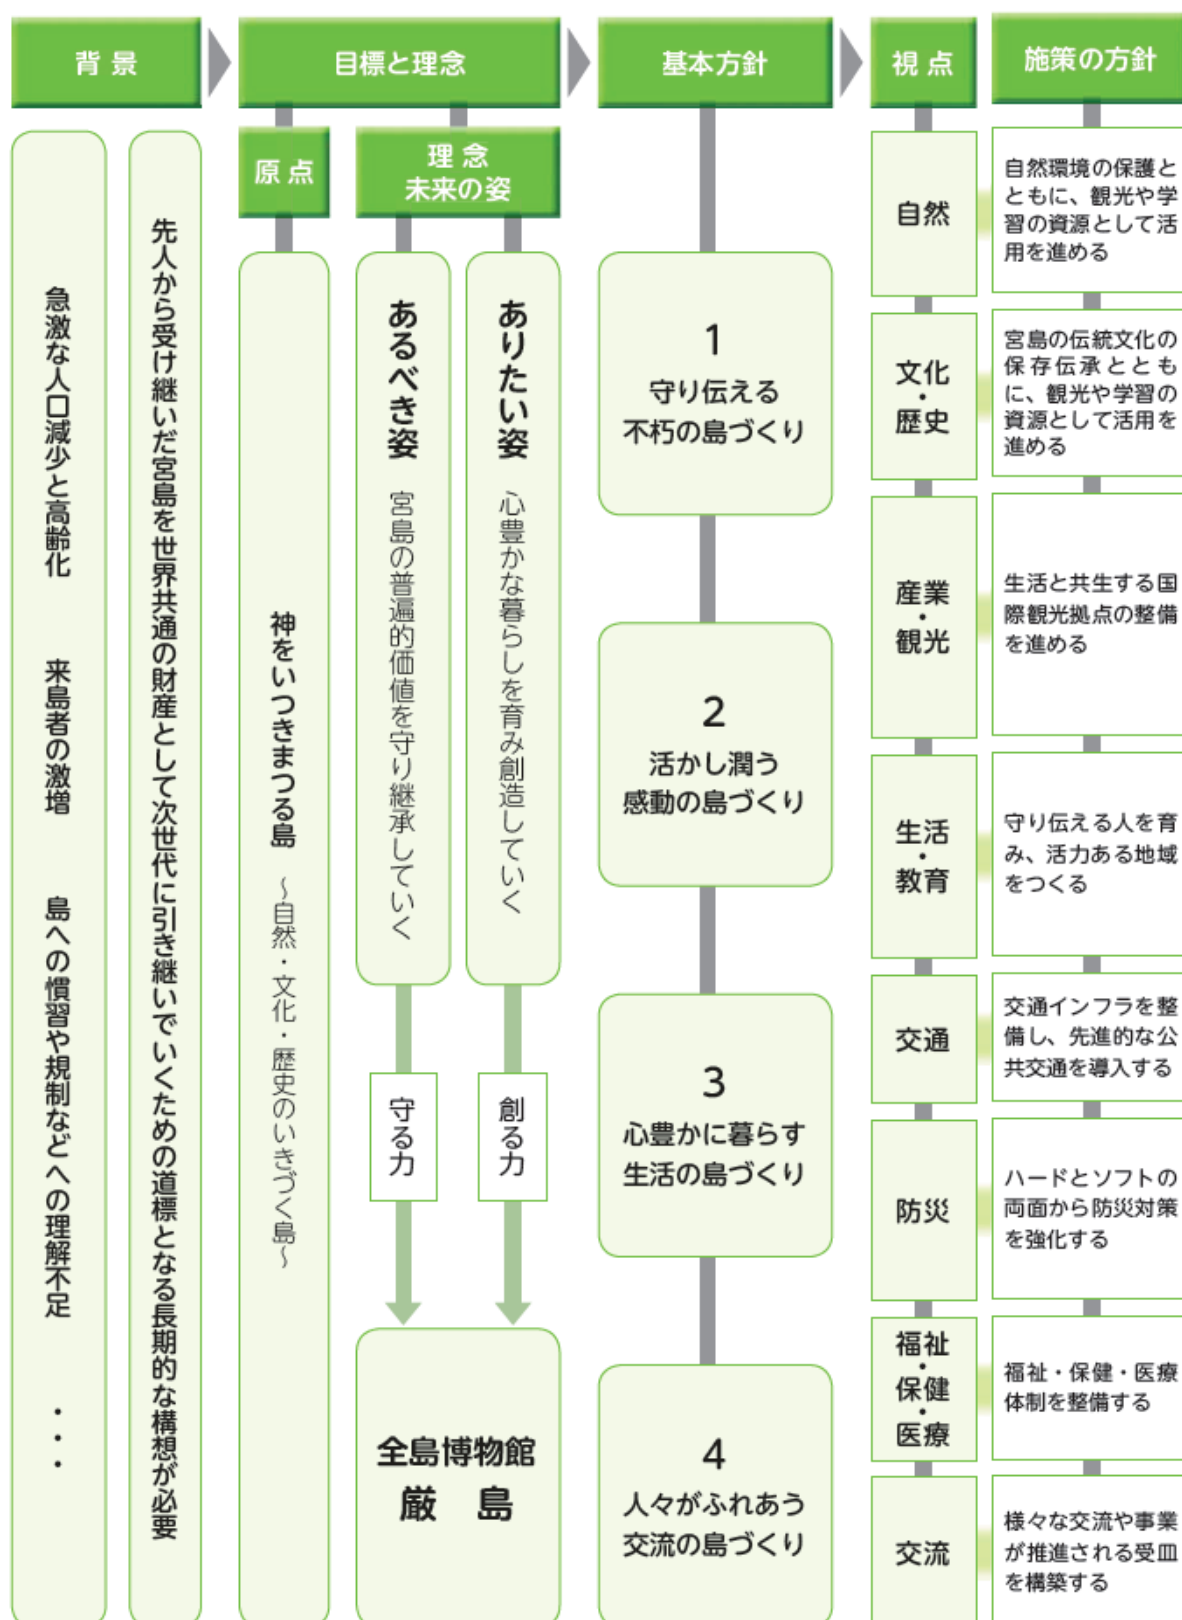 背景
目標と理念
基本方針
視点
施策の方針
急激な人口減少と高齢化
来島者の激増
島への慣習や規制などへの理解不足
・・・
先人から受け継いだ宮島を世界共通の財産として次世代に引き継いでいくための道標となる長期的な構想が必要
原点
神をいつきまつる島 ～自然・文化・歴史のいきづく島～
理念
未来の姿
あるべき姿 宮島の普遍的価値を守り継承していく
ありたい姿 心豊かな暮らしを育み創造していく
守る力
創る力
全島博物館
厳島
1
守り伝える
不朽の島づくり
2
活かし潤う
感動の島づくり
3
心豊かに暮らす
生活の島づくり
4
人々がふれあう
交流の島づくり
自然
自然環境の保護と
ともに、観光や学
習の資源として活
用を進める
文化
・
歴史
宮島の伝統文化の
保存伝承ととも
に、観光や学習の
資源として活用を
進める
産業
・
観光
生活と共生する国
際観光拠点の整備
を進める
生活
・
教育
守り伝える人を育
み、活力ある地域
をつくる
交通
交通インフラを整
備し、先進的な公
共交通を導入する
防災
ハードとソフトの
両面から防災対策
を強化する
福祉
・
保健
・
医療
福祉・保健・医療
体制を整備する
交流
様々な交流や事業
が推進される受皿
を構築する